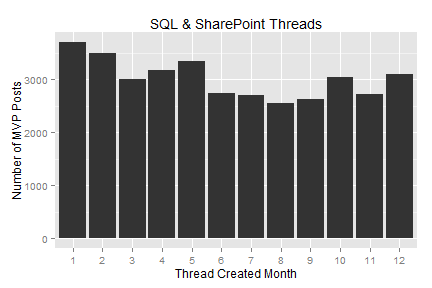 SQL & SharePoint Threads
Number of MVP Posts
3000
2000
1000
0
1 2 3 4 5 6 7 8 9 10 11 12
Thread Created Month